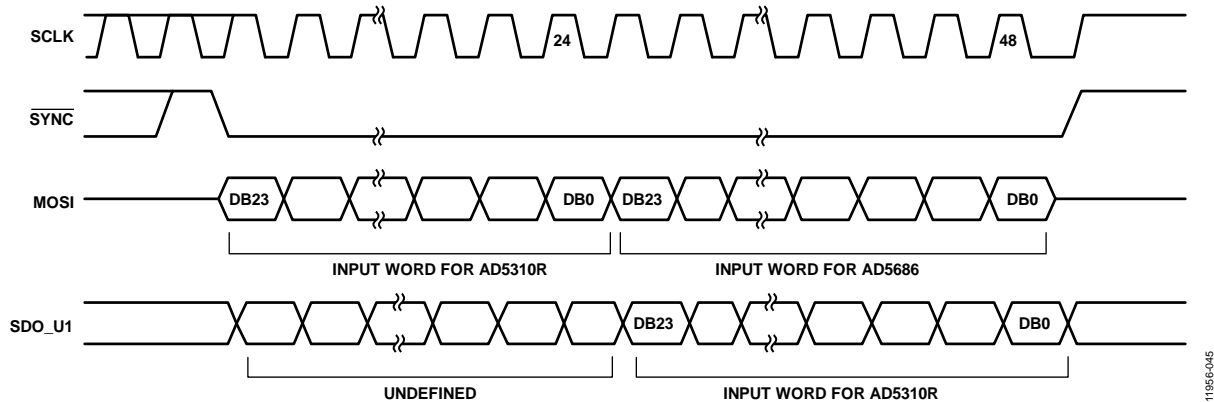 SCLK
24
48
SYNC
MOSI
DB23
DB0
DB23
DB0
INPUT WORD FOR AD5310R
INPUT WORD FOR AD5686
SDO_U1
DB23
DB0
UNDEFINED
INPUT WORD FOR AD5310R
11956-045